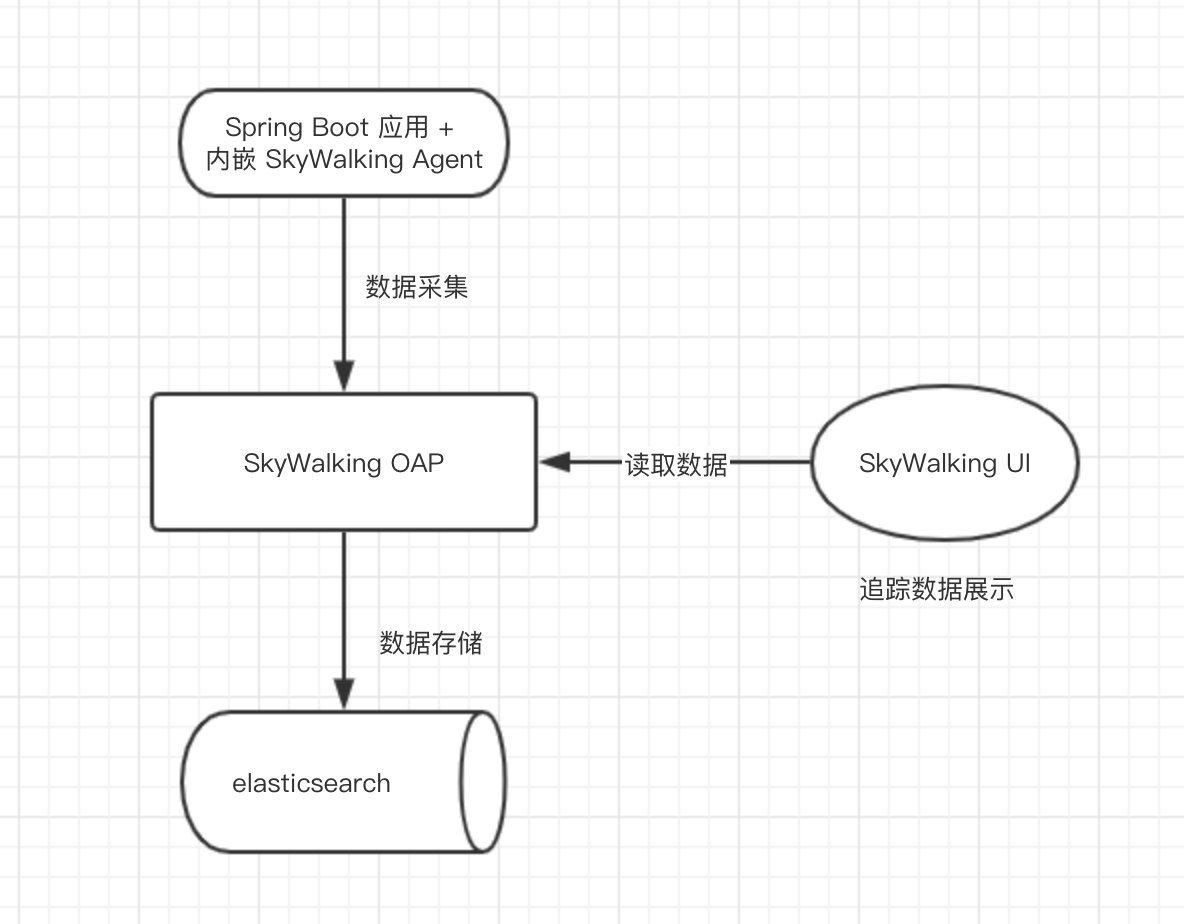 Spring Boot 应用 +
内嵌 SkyWalking Agent
数据采集
SkyWalking OAP
读取数据
SkyWalking UI
追踪数据展示
数据存储
elasticsearch